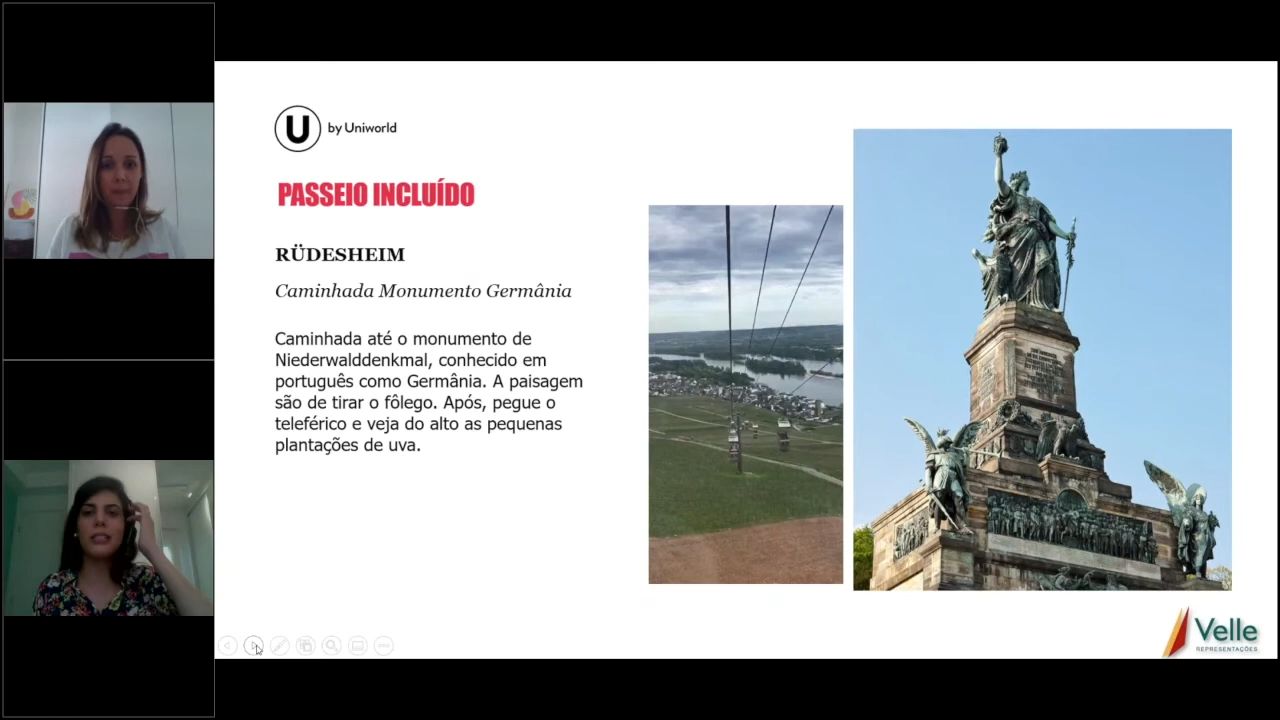 U by Uniworld
PASSEIO INCLUÍDO
RÜDESHEIM
Caminhada Monumento Germânia
Caminhada até o monumento de
Niederwalddenkmal, conhecido em
português como Germânia. A paisagem
são de tirar o fôlego. Após, pegue o
teleférico e veja do alto as pequenas
plantações de uva.
Velle
REPRESENTAÇÕES